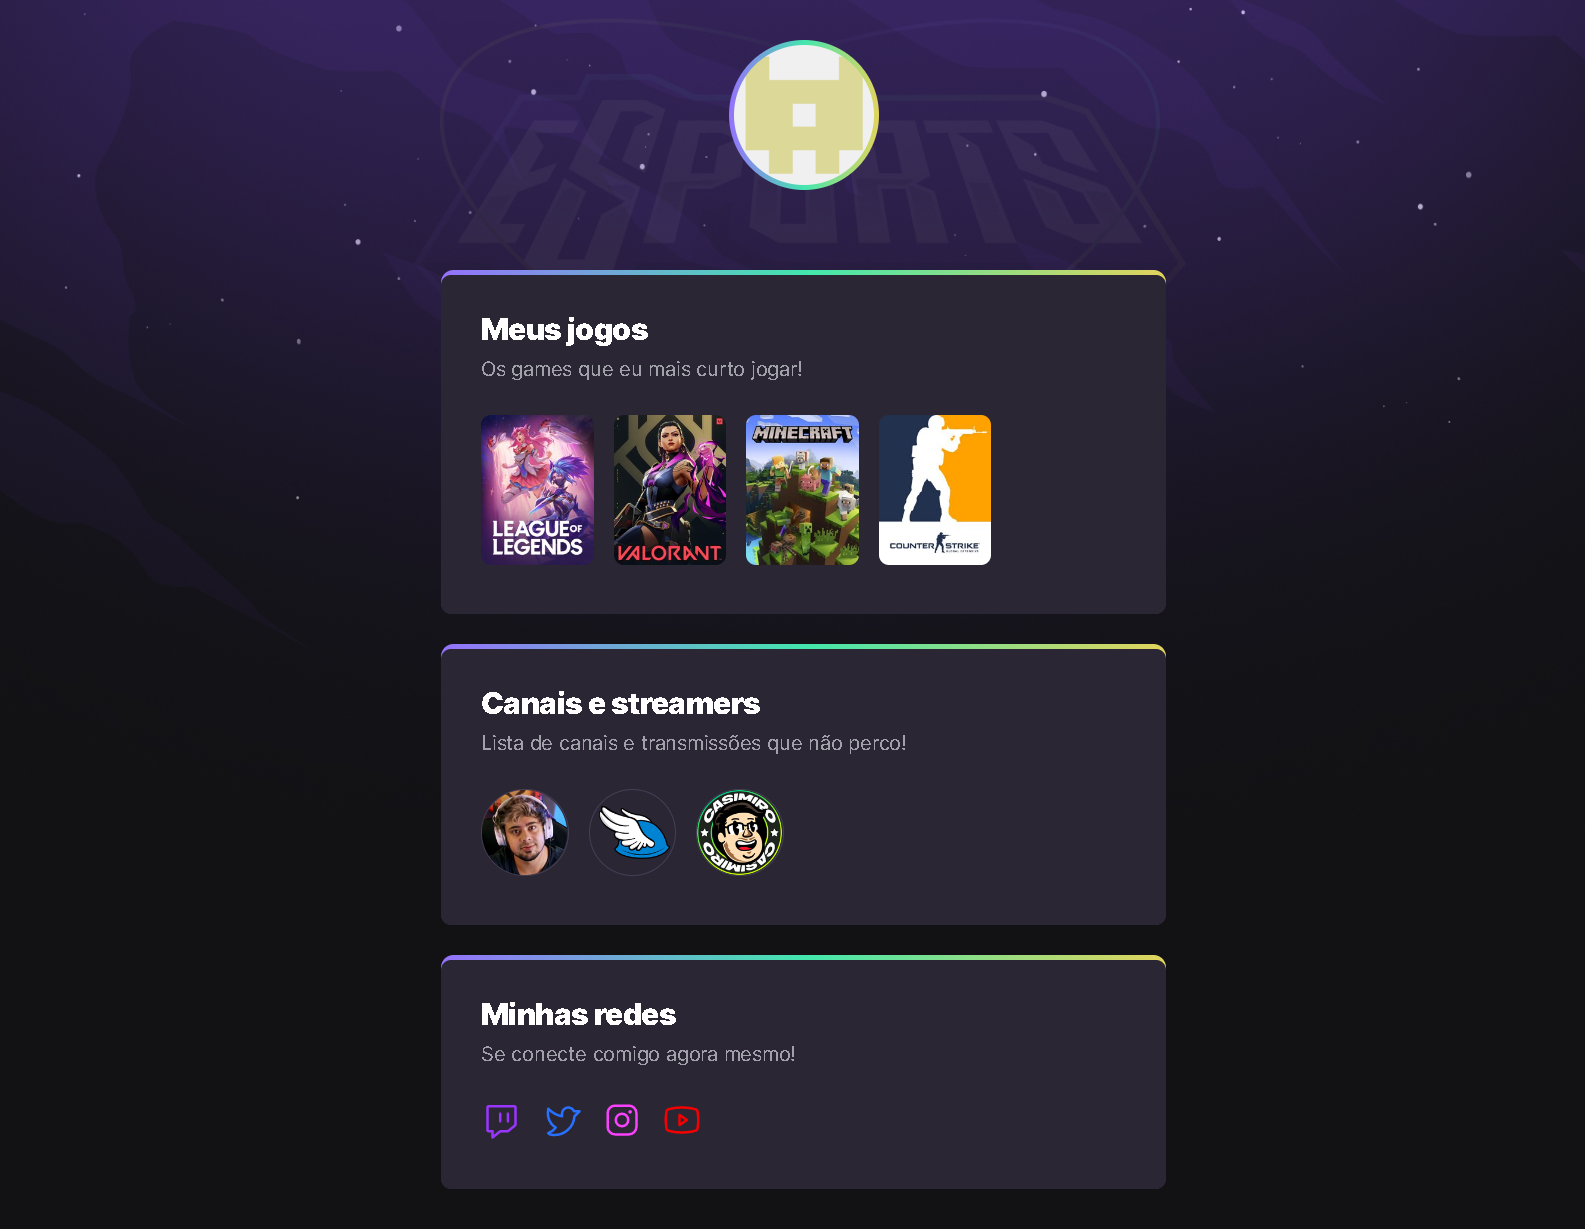 ESPORTS
Meus jogos
Os games que eu mais curto jogar!
LEAGUE OF
LEGENDS
VALORANT
MINECRAFT
COUNTER STRIKE
Canais e streamers
Lista de canais e transmissões que não perco!
CASIMIRO
CASIMIRO
Minhas redes
Se conecte comigo agora mesmo!